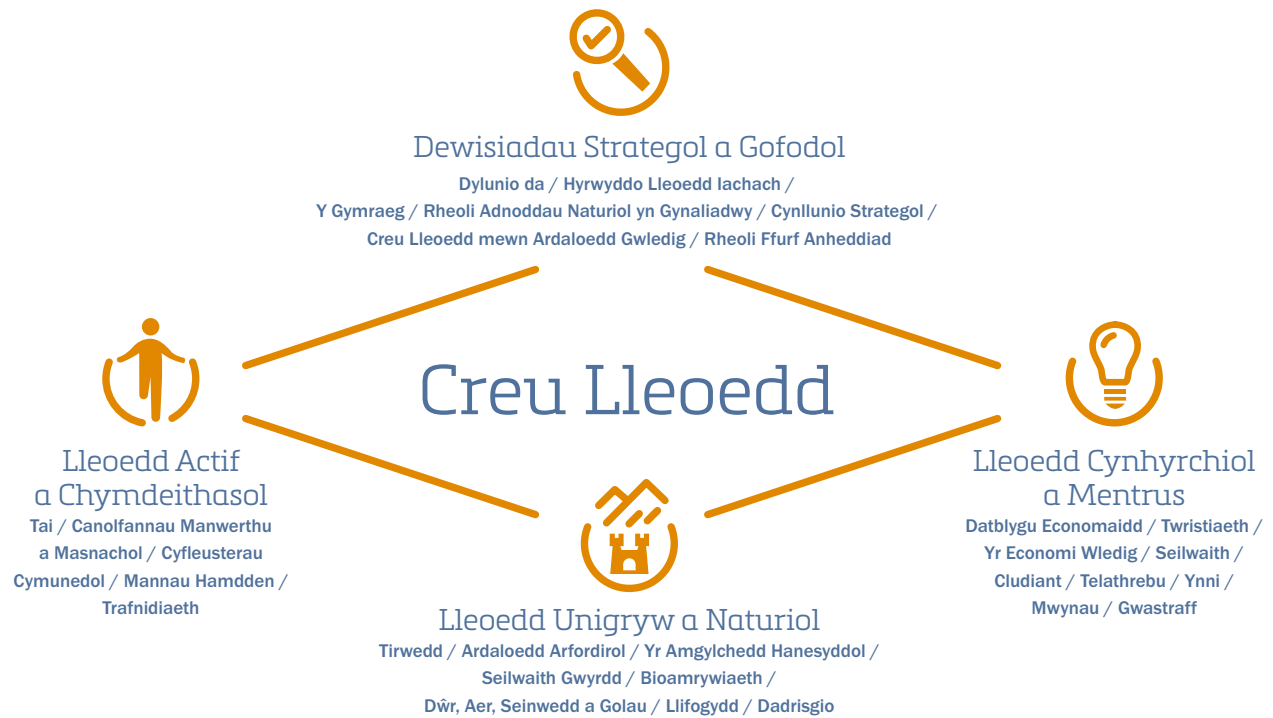 Dewisiadau Strategol a Gofodol
Dylunio da / Hyrwyddo Lleoedd Iachach /
Y Gymraeg / Rheoli Adnoddau Naturiol yn Gynaliadwy / Cynllunio Strategol /
Creu Lleoedd mewn Ardaloedd Gwledig / Rheoli Ffurf Anheddiad
Creu Lleoedd
Lleoedd Actif
a Chymdeithasol
Tai / Canolfannau Manwerthu
a Masnachol / Cyfleusterau
Cymunedol / Mannau Hamdden /
Trafnidiaeth
Lleoedd Cynhyrchiol
a Mentrus
Datblygu Economaidd / Twristiaeth /
Yr Economi Wledig / Seilwaith /
Cludiant / Telathrebu / Ynni /
Mwynau / Gwastraff
Lleoedd Unigryw a Naturiol
Tirwedd / Ardaloedd Arfordirol / Yr Amgylchedd Hanesyddol /
Seilwaith Gwyrdd / Bioamrywiaeth /
Dŵr, Aer, Seinwedd a Golau / Llifogydd / Dadrisgio